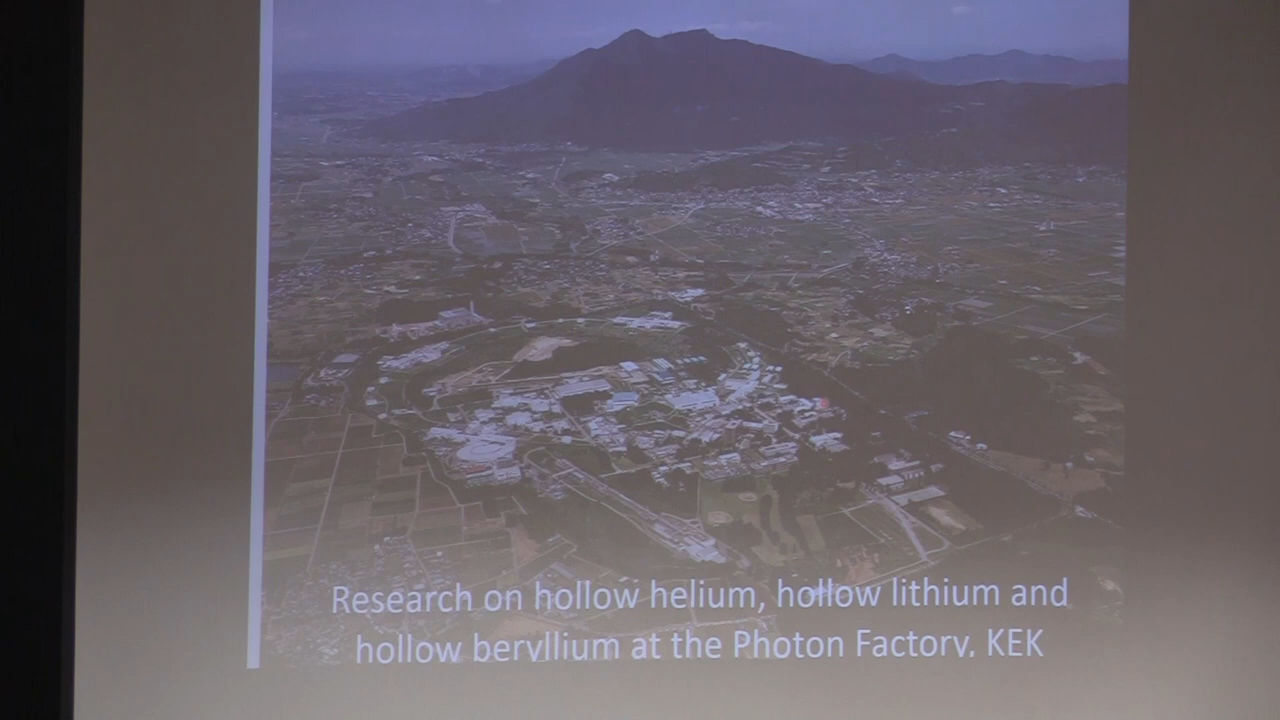 Research on hollow helium, hollow lithium and
hollow beryllium at the Photon Factory, KEK